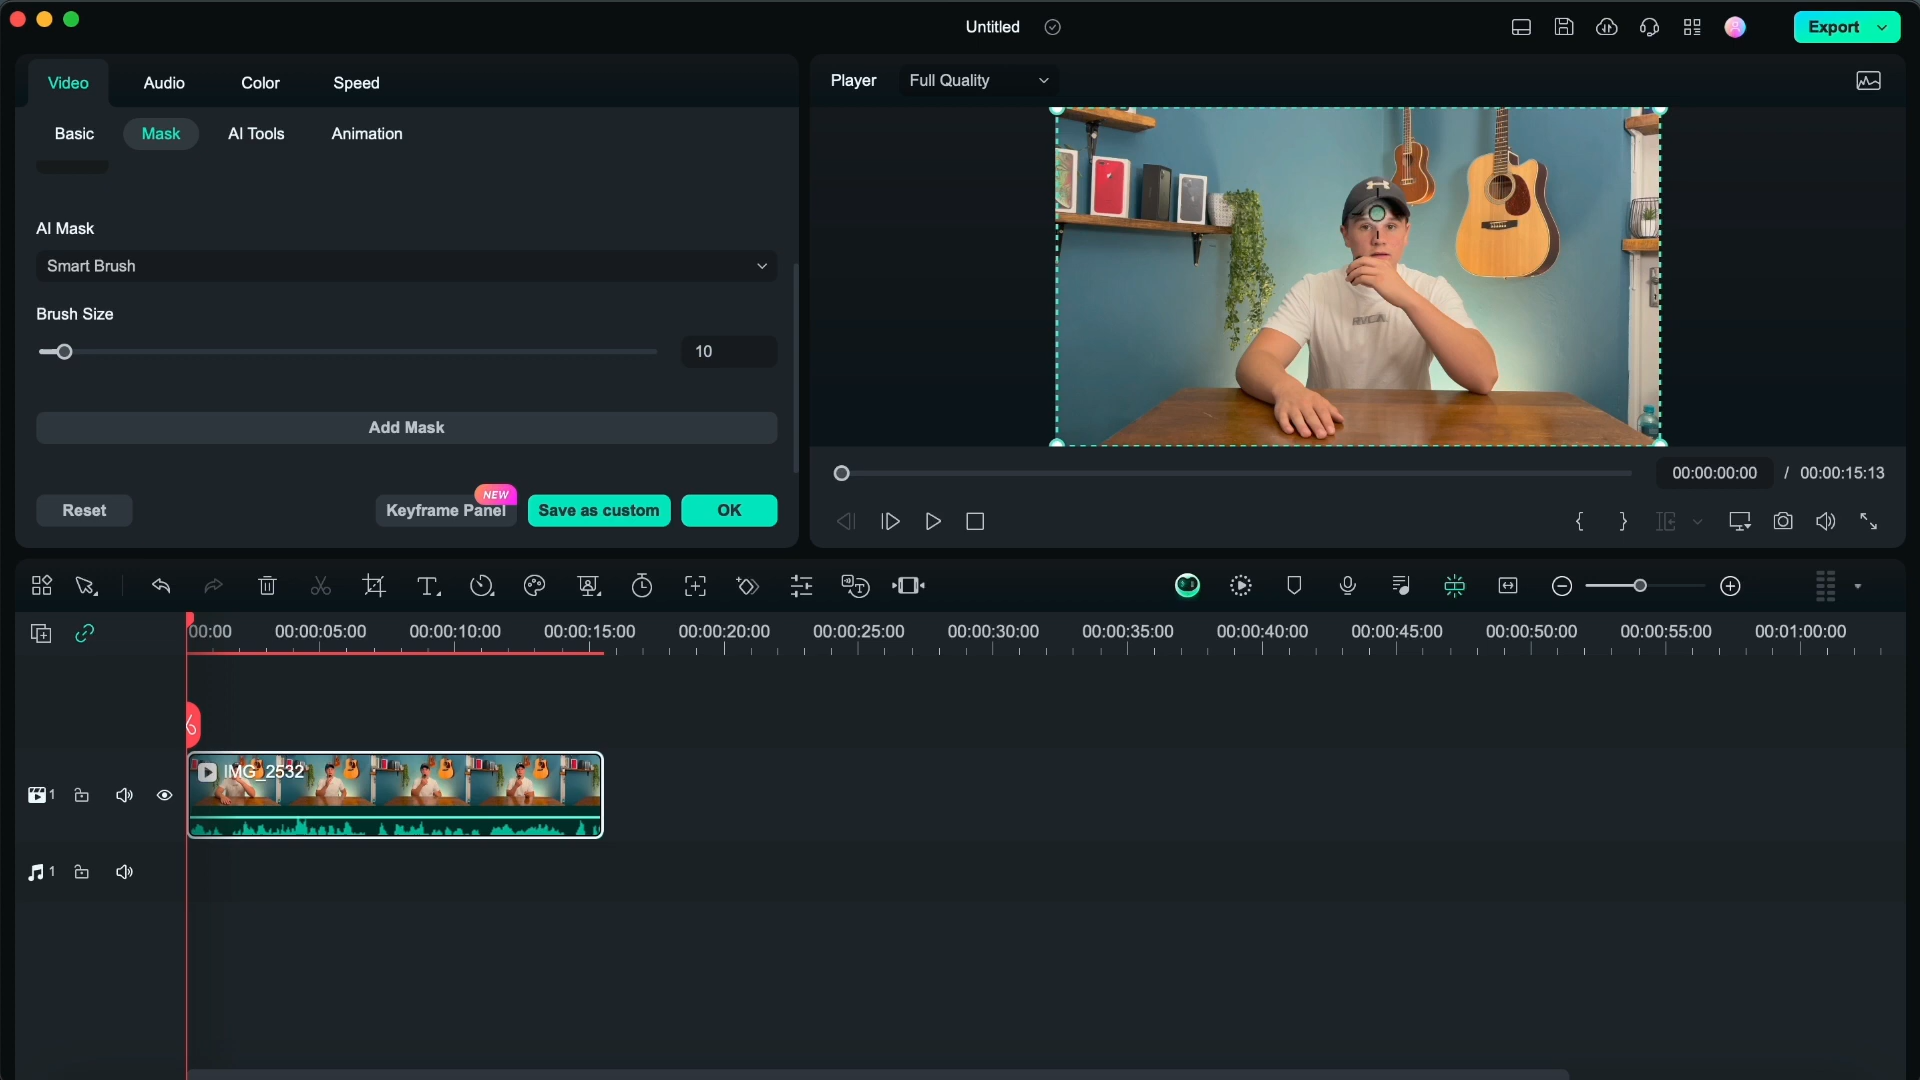 Untitled
Export
Video Audio Color Speed
Player Full Quality
Basic Mask AI Tools Animation
AI Mask
Smart Brush
Brush Size
10
Add Mask
Reset
NEW
Keyframe Panel
Save as custom
OK
RVCA
00:00:00:00 / 00:00:15:13
T
00:00 00:00:05:00 00:00:10:00 00:00:15:00 00:00:20:00 00:00:25:00 00:00:30:00 00:00:35:00 00:00:40:00 00:00:45:00 00:00:50:00 00:00:55:00 00:01:00:00
IMG_2532
1
1